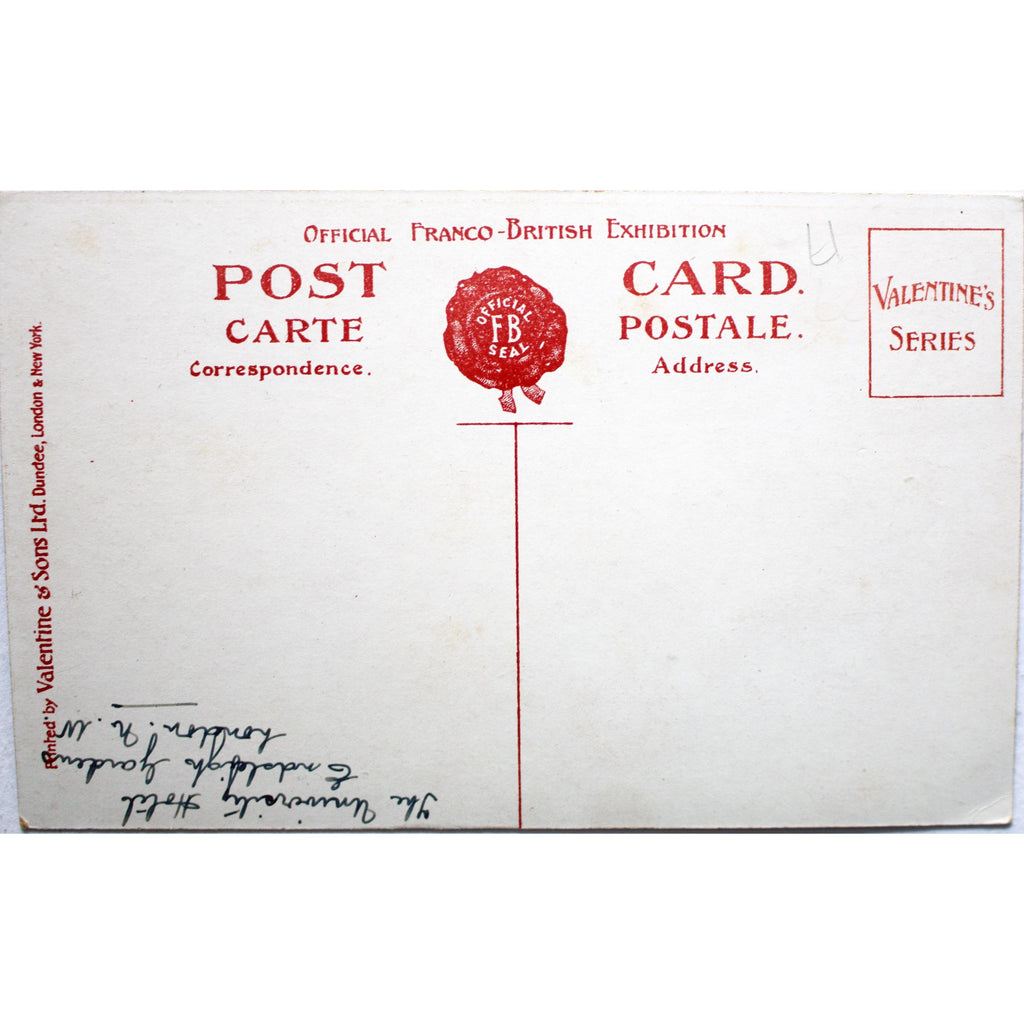 OFFICIAL FRANCO-BRITISH EXHIBITION
POST CARD.
CARTE POSTALE.
Correspondence. Address.
OFFICIAL
FB
SEAL
VALENTINE'S
SERIES
Printed by Valentine & Sons Ltd. Dundee, London & New York.
The University Hotel
Endsleigh Gardens
London. N.W